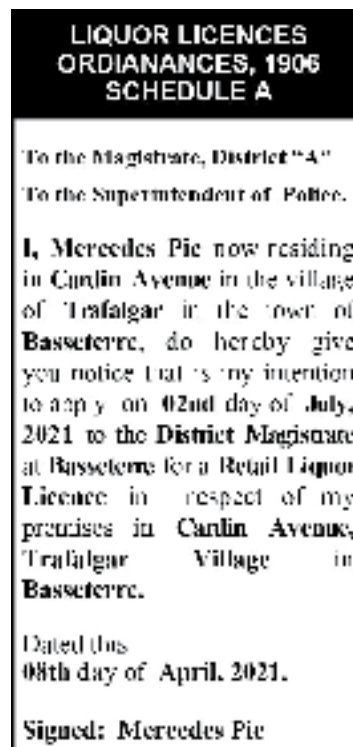 LIQUOR LICENCES
ORDIANANCES, 1906
SCHEDULE A
To the Magistrate, District "A"
To the Superintendent of Police.
I, Mercedes Pie now residing
in Cardin Avenue in the village
of Trafalgar in the town of
Basseterre, do hereby give
you notice that is my intention
to apply on 02nd day of July,
2021 to the District Magistrate
at Basseterre for a Retail Liquor
Licence in respect of my
premises in Cardin Avenue,
Trafalgar Village in
Basseterre.
Dated this
08th day of April, 2021.
Signed: Mercedes Pie